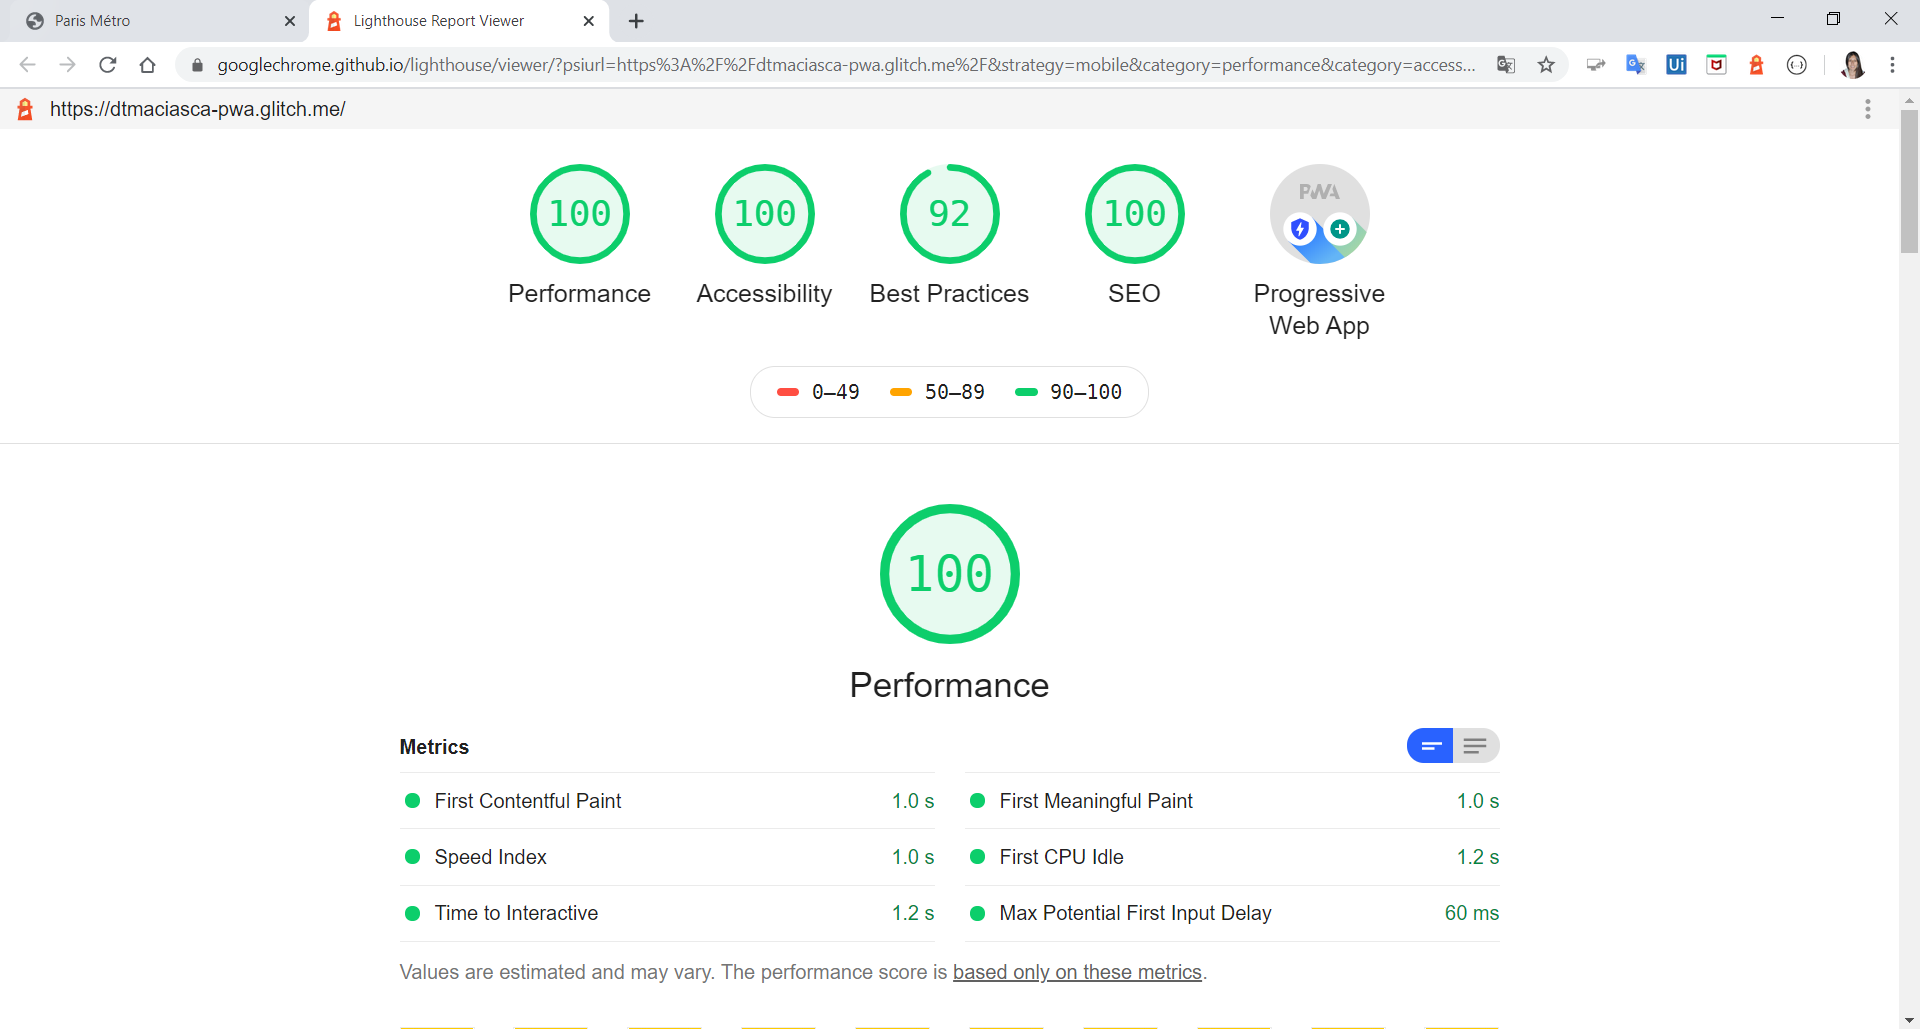 Paris Métro
Lighthouse Report Viewer
googlechrome.github.io/lighthouse/viewer/?psiurl=https%3A%2F%2Fdtmaciasca-pwa.glitch.me%2F&strategy=mobile&category=performance&category=access...
https://dtmaciasca-pwa.glitch.me/
100
100
92
100
PWA
Performance
Accessibility
Best Practices
SEO
Progressive
Web App
0–49
50–89
90–100
100
Performance
Metrics
First Contentful Paint 1.0 s
First Meaningful Paint 1.0 s
Speed Index 1.0 s
First CPU Idle 1.2 s
Time to Interactive 1.2 s
Max Potential First Input Delay 60 ms
Values are estimated and may vary. The performance score is based only on these metrics.